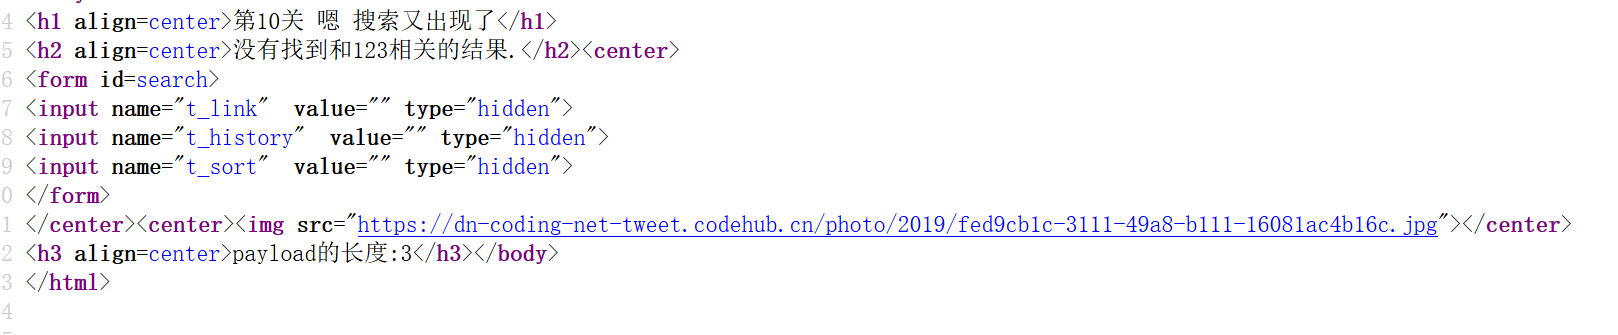 4 <h1 align=center>第10关 嗯 搜索又出现了</h1>
5 <h2 align=center>没有找到和123相关的结果.</h2><center>
6 <form id=search>
7 <input name="t_link"  value="" type="hidden">
8 <input name="t_history"  value="" type="hidden">
9 <input name="t_sort"  value="" type="hidden">
0 </form>
1 </center><center><img src="https://dn-coding-net-tweet.codehub.cn/photo/2019/fed9cb1c-3111-49a8-b111-16081ac4b16c.jpg"></center>
2 <h3 align=center>payload的长度:3</h3></body>
3 </html>
4